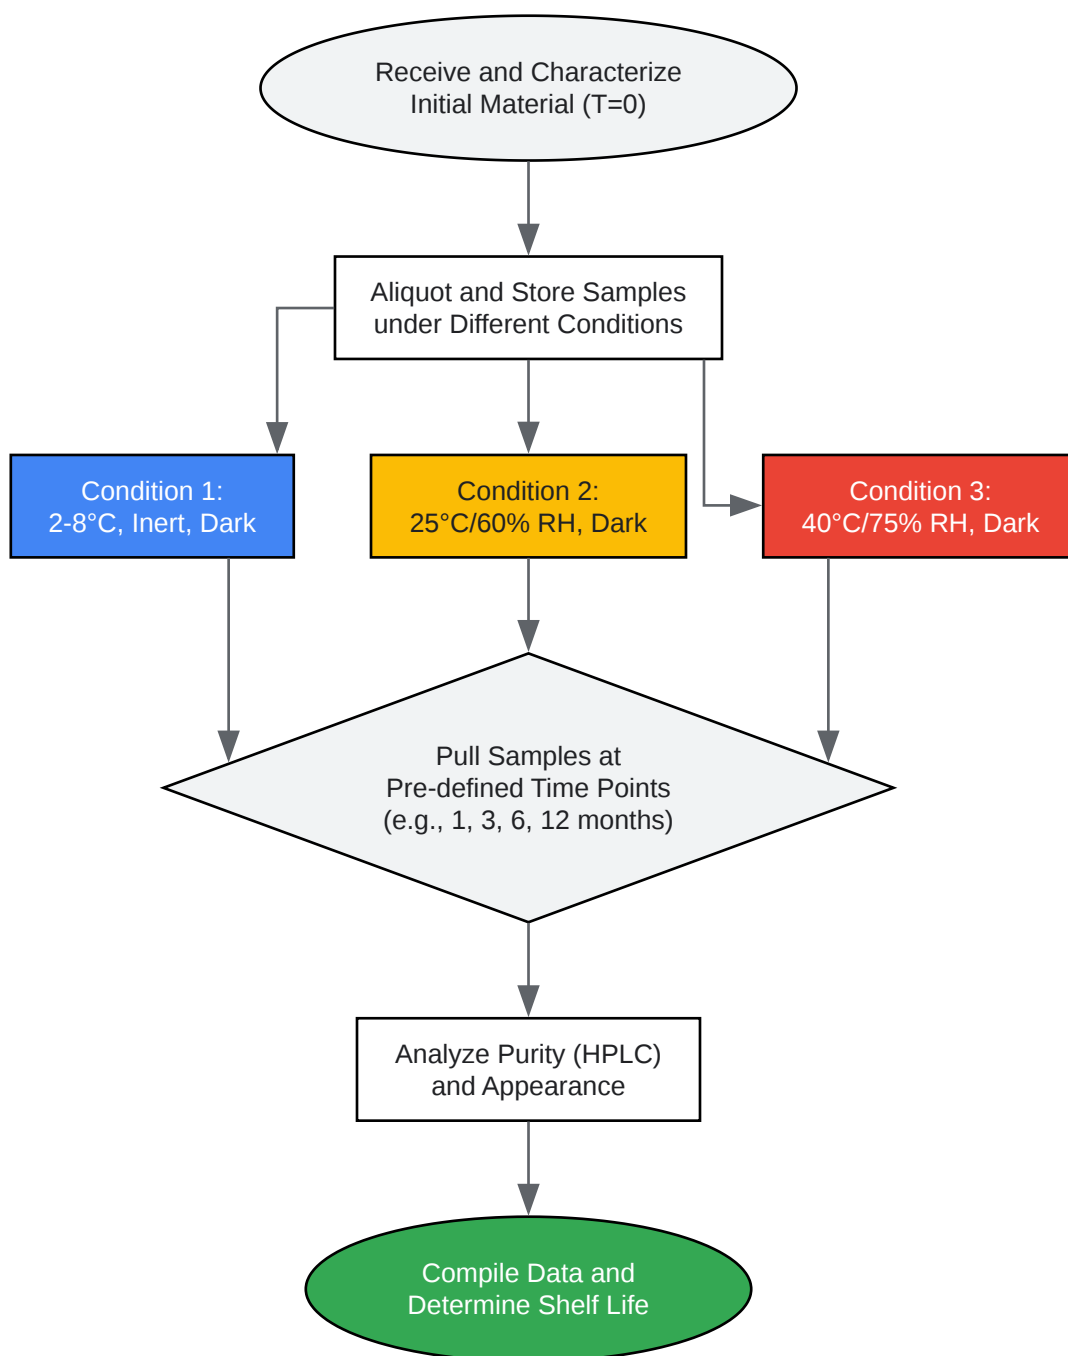 Receive and Characterize
Initial Material (T=0)
Aliquot and Store Samples
under Different Conditions
Condition 1:
2-8°C, Inert, Dark
Condition 2:
25°C/60% RH, Dark
Condition 3:
40°C/75% RH, Dark
Pull Samples at
Pre-defined Time Points
(e.g., 1, 3, 6, 12 months)
Analyze Purity (HPLC)
and Appearance
Compile Data and
Determine Shelf Life